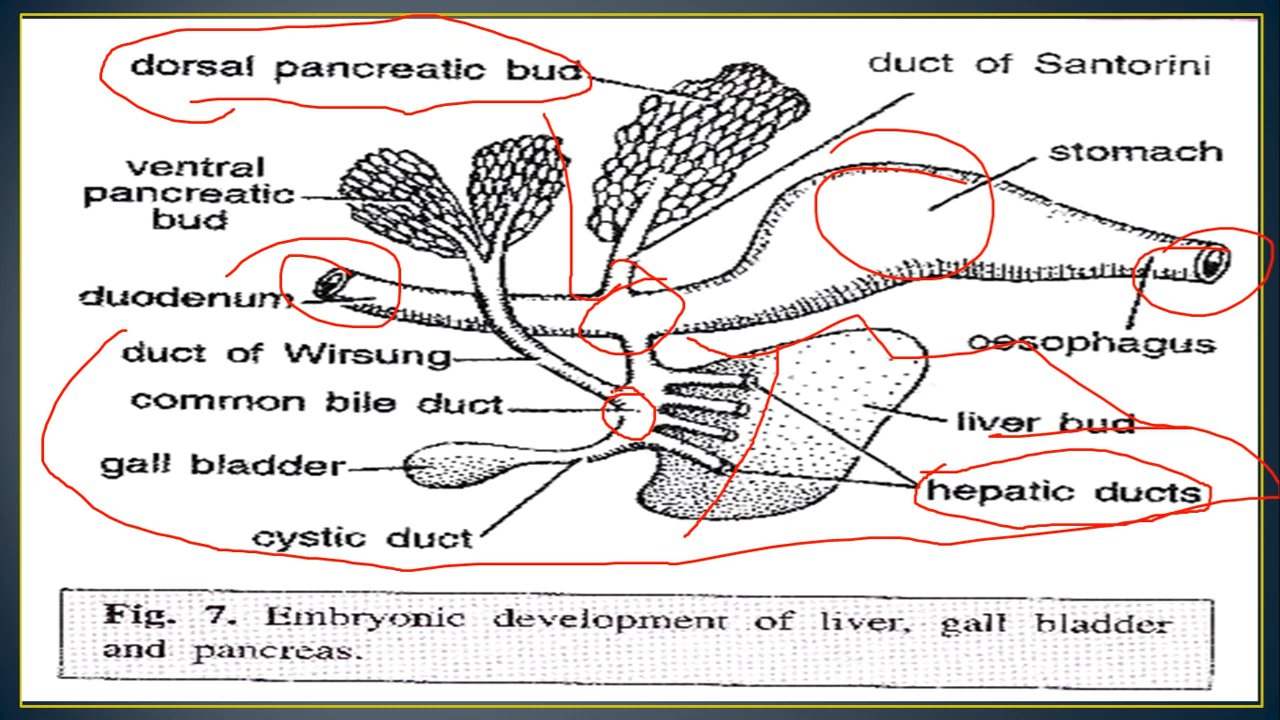 dorsal pancreatic bud
duct of Santorini
stomach
ventral
pancreatic
bud
duodenum
oesophagus
duct of Wirsung
common bile duct
liver bud
gall bladder
hepatic ducts
cystic duct
Fig. 7. Embryonic development of liver, gall bladder
and pancreas.